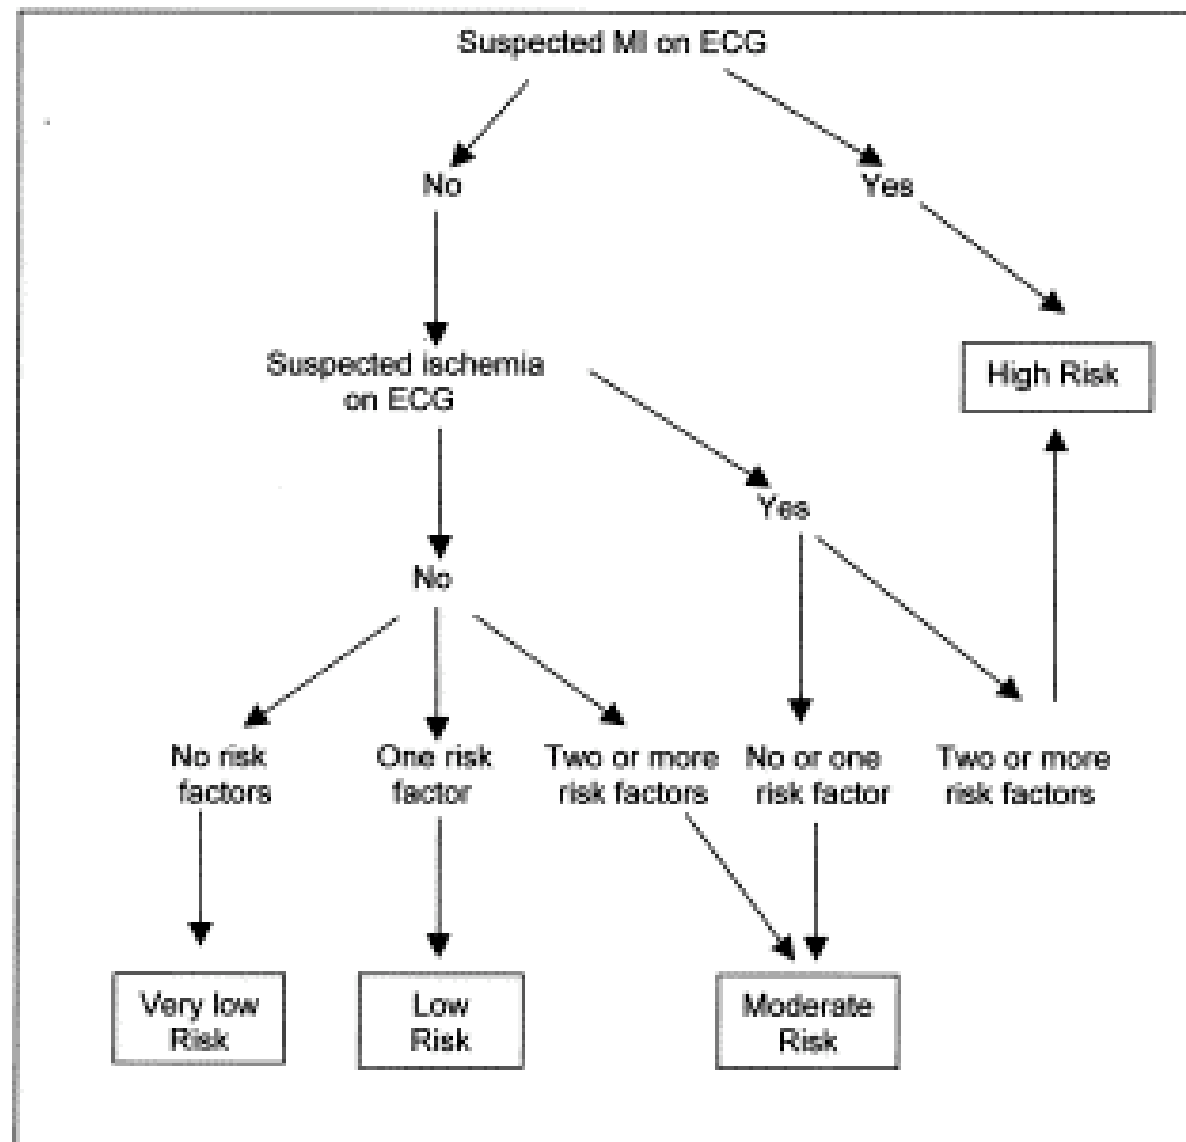 Suspected MI on ECG
No
Yes
Suspected ischemia
on ECG
High Risk
Yes
No
No risk
factors
One risk
factor
Two or more
risk factors
No or one
risk factor
Two or more
risk factors
Very low
Risk
Low
Risk
Moderate
Risk